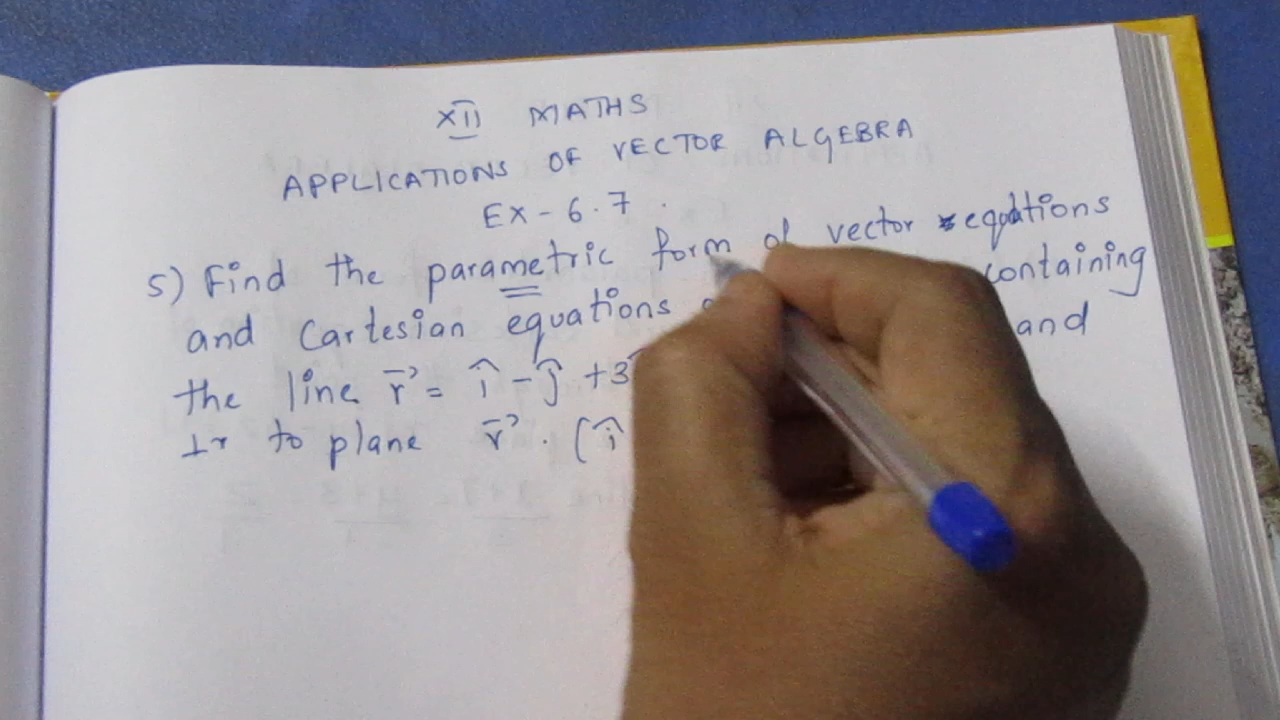 XII MATHS
APPLICATIONS OF VECTOR ALGEBRA
EX - 6.7 .
5) Find the parametric form of vector equations
and Cartesian equations containing
the line r⃗ = î - ĵ + 3 and
⊥r to plane r⃗ . (î